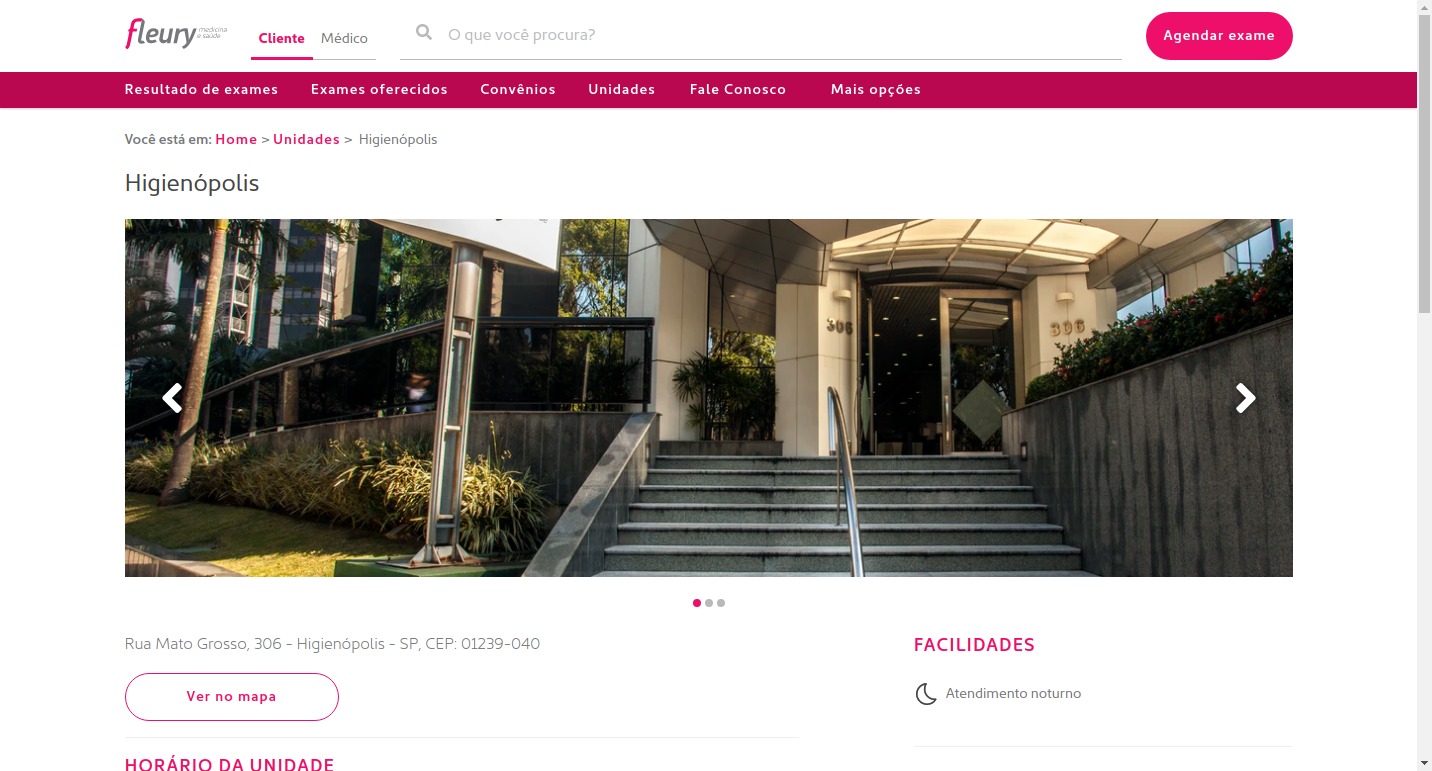 fleury medicina e saúde
Cliente Médico
O que você procura?
Agendar exame
Resultado de exames Exames oferecidos Convênios Unidades Fale Conosco Mais opções
Você está em: Home > Unidades > Higienópolis
Higienópolis
306 306
Rua Mato Grosso, 306 - Higienópolis - SP, CEP: 01239-040
Ver no mapa
HORÁRIO DA UNIDADE
FACILIDADES
Atendimento noturno